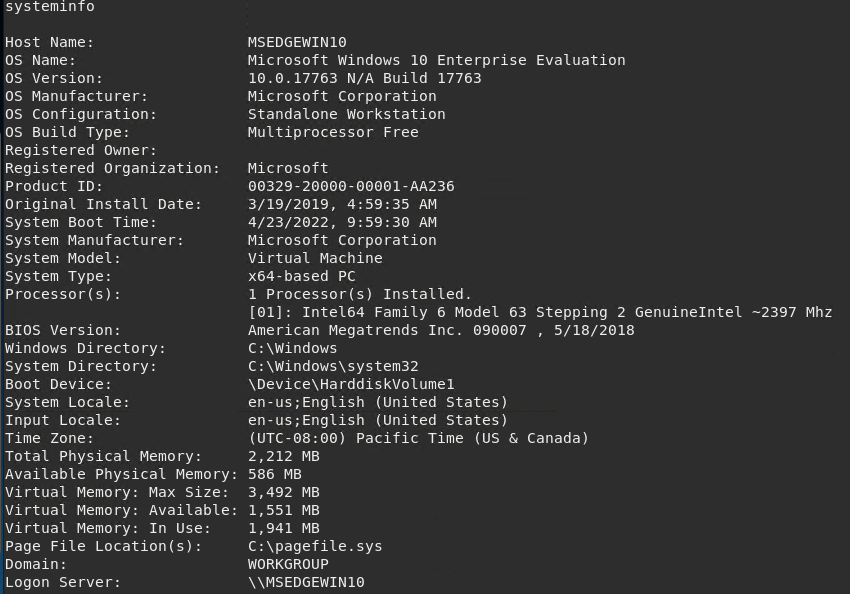 systeminfo
Host Name: MSEDGEWIN10
OS Name: Microsoft Windows 10 Enterprise Evaluation
OS Version: 10.0.17763 N/A Build 17763
OS Manufacturer: Microsoft Corporation
OS Configuration: Standalone Workstation
OS Build Type: Multiprocessor Free
Registered Owner:
Registered Organization: Microsoft
Product ID: 00329-20000-00001-AA236
Original Install Date: 3/19/2019, 4:59:35 AM
System Boot Time: 4/23/2022, 9:59:30 AM
System Manufacturer: Microsoft Corporation
System Model: Virtual Machine
System Type: x64-based PC
Processor(s): 1 Processor(s) Installed.
[01]: Intel64 Family 6 Model 63 Stepping 2 GenuineIntel ~2397 Mhz
BIOS Version: American Megatrends Inc. 090007 , 5/18/2018
Windows Directory: C:\Windows
System Directory: C:\Windows\system32
Boot Device: \Device\HarddiskVolume1
System Locale: en-us;English (United States)
Input Locale: en-us;English (United States)
Time Zone: (UTC-08:00) Pacific Time (US & Canada)
Total Physical Memory: 2,212 MB
Available Physical Memory: 586 MB
Virtual Memory: Max Size: 3,492 MB
Virtual Memory: Available: 1,551 MB
Virtual Memory: In Use: 1,941 MB
Page File Location(s): C:\pagefile.sys
Domain: WORKGROUP
Logon Server: \\MSEDGEWIN10